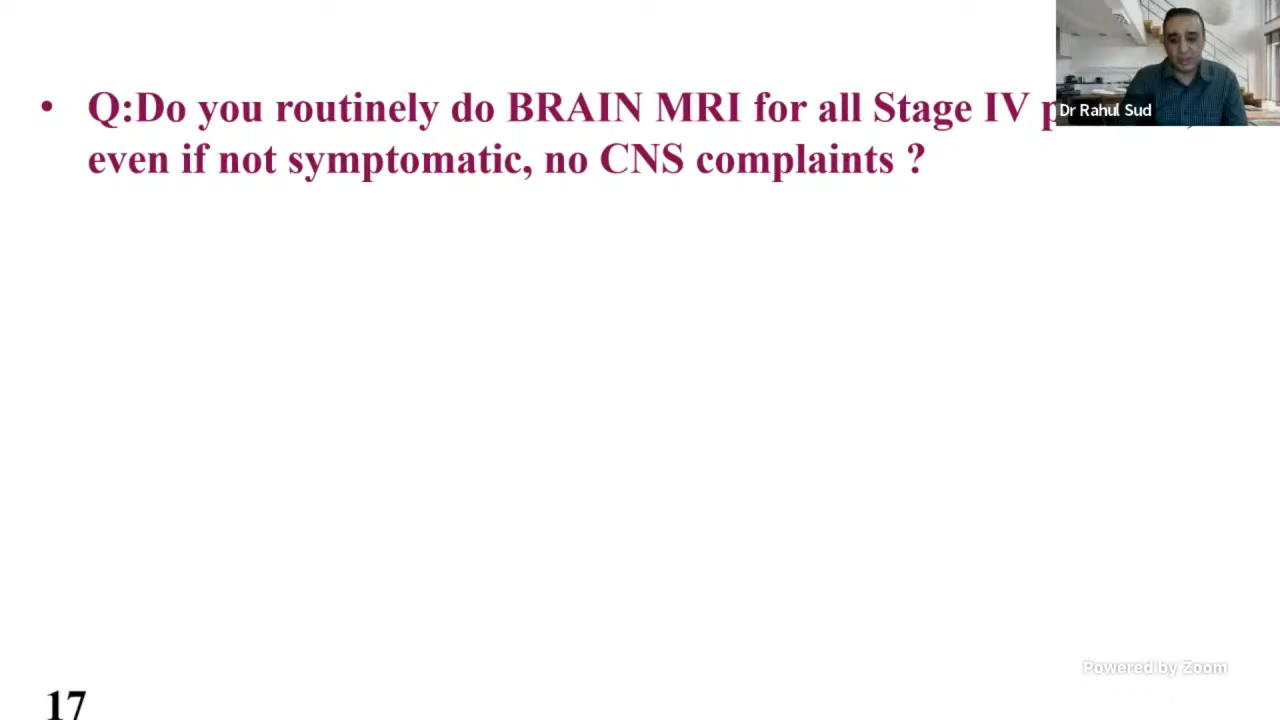 • Q:Do you routinely do BRAIN MRI for all Stage IV
even if not symptomatic, no CNS complaints ?
Dr Rahul Sud
Powered by Zoom
17